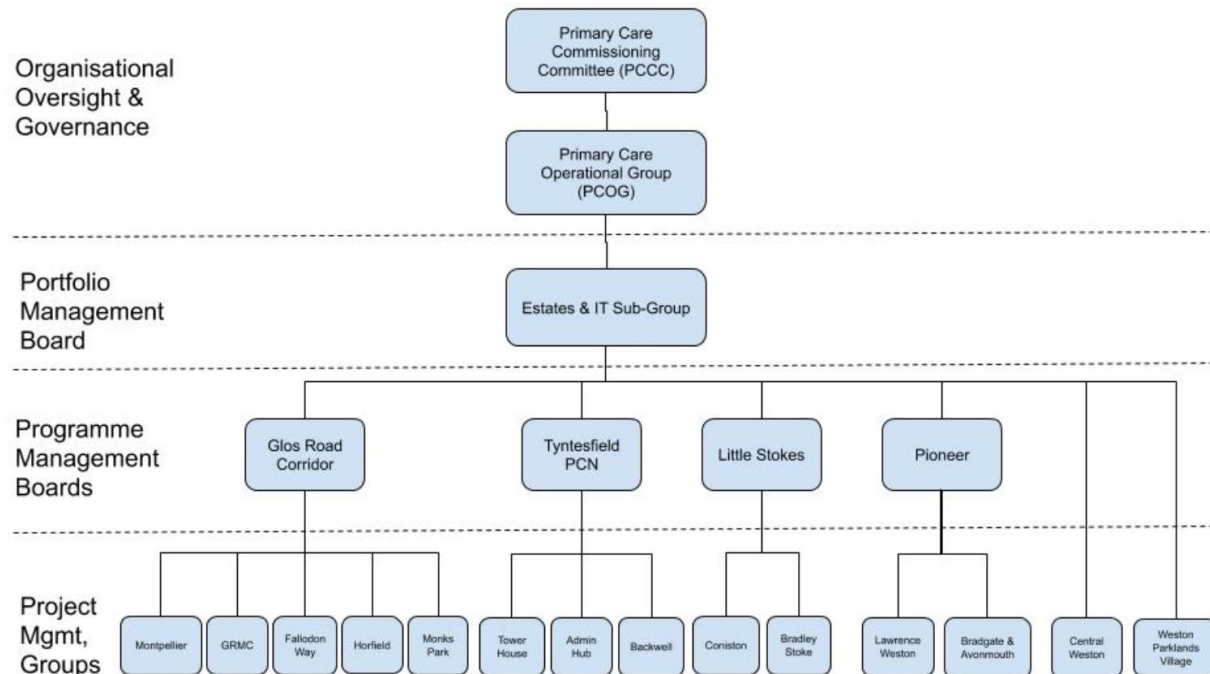 Organisational
Oversight &
Governance
Primary Care
Commissioning
Committee (PCCC)
Primary Care
Operational Group
(PCOG)
Portfolio
Management
Board
Estates & IT Sub-Group
Programme
Management
Boards
Glos Road
Corridor
Tyntesfield
PCN
Little Stokes
Pioneer
Project
Mgmt,
Groups
Montpellier
GRMC
Fallodon
Way
Horfield
Monks
Park
Tower
House
Admin
Hub
Backwell
Coniston
Bradley
Stoke
Lawrence
Weston
Bradgate &
Avonmouth
Central
Weston
Weston
Parklands
Village